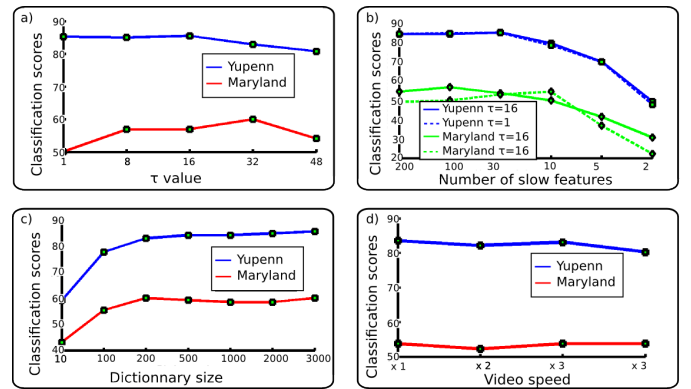 a)
Classification scores
90
80
70
60
50
Yupenn
Maryland
1 8 16 32 48
τ value
b)
Classification scores
90
80
70
60
50
40
30
20
Yupenn τ=16
Yupenn τ=1
Maryland τ=16
Maryland τ=16
200 100 30 10 5 2
Number of slow features
c)
Classification scores
90
80
70
60
50
40
Yupenn
Maryland
10 100 200 500 1000 2000 3000
Dictionnary size
d)
Classification scores
90
80
70
60
50
Yupenn
Maryland
x 1 x 2 x 3 x 3
Video speed